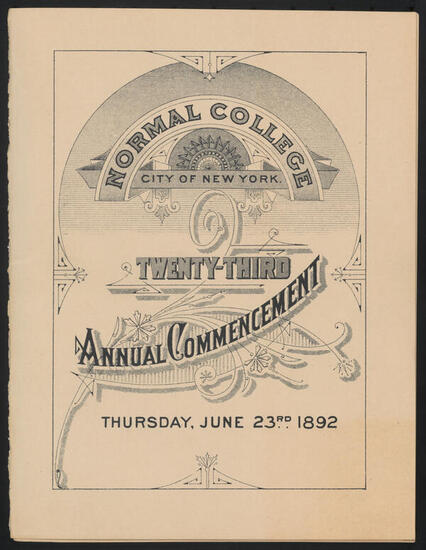 NORMAL COLLEGE
CITY OF NEW YORK.
TWENTY-THIRD
ANNUAL COMMENCEMENT
THURSDAY, JUNE 23RD 1892